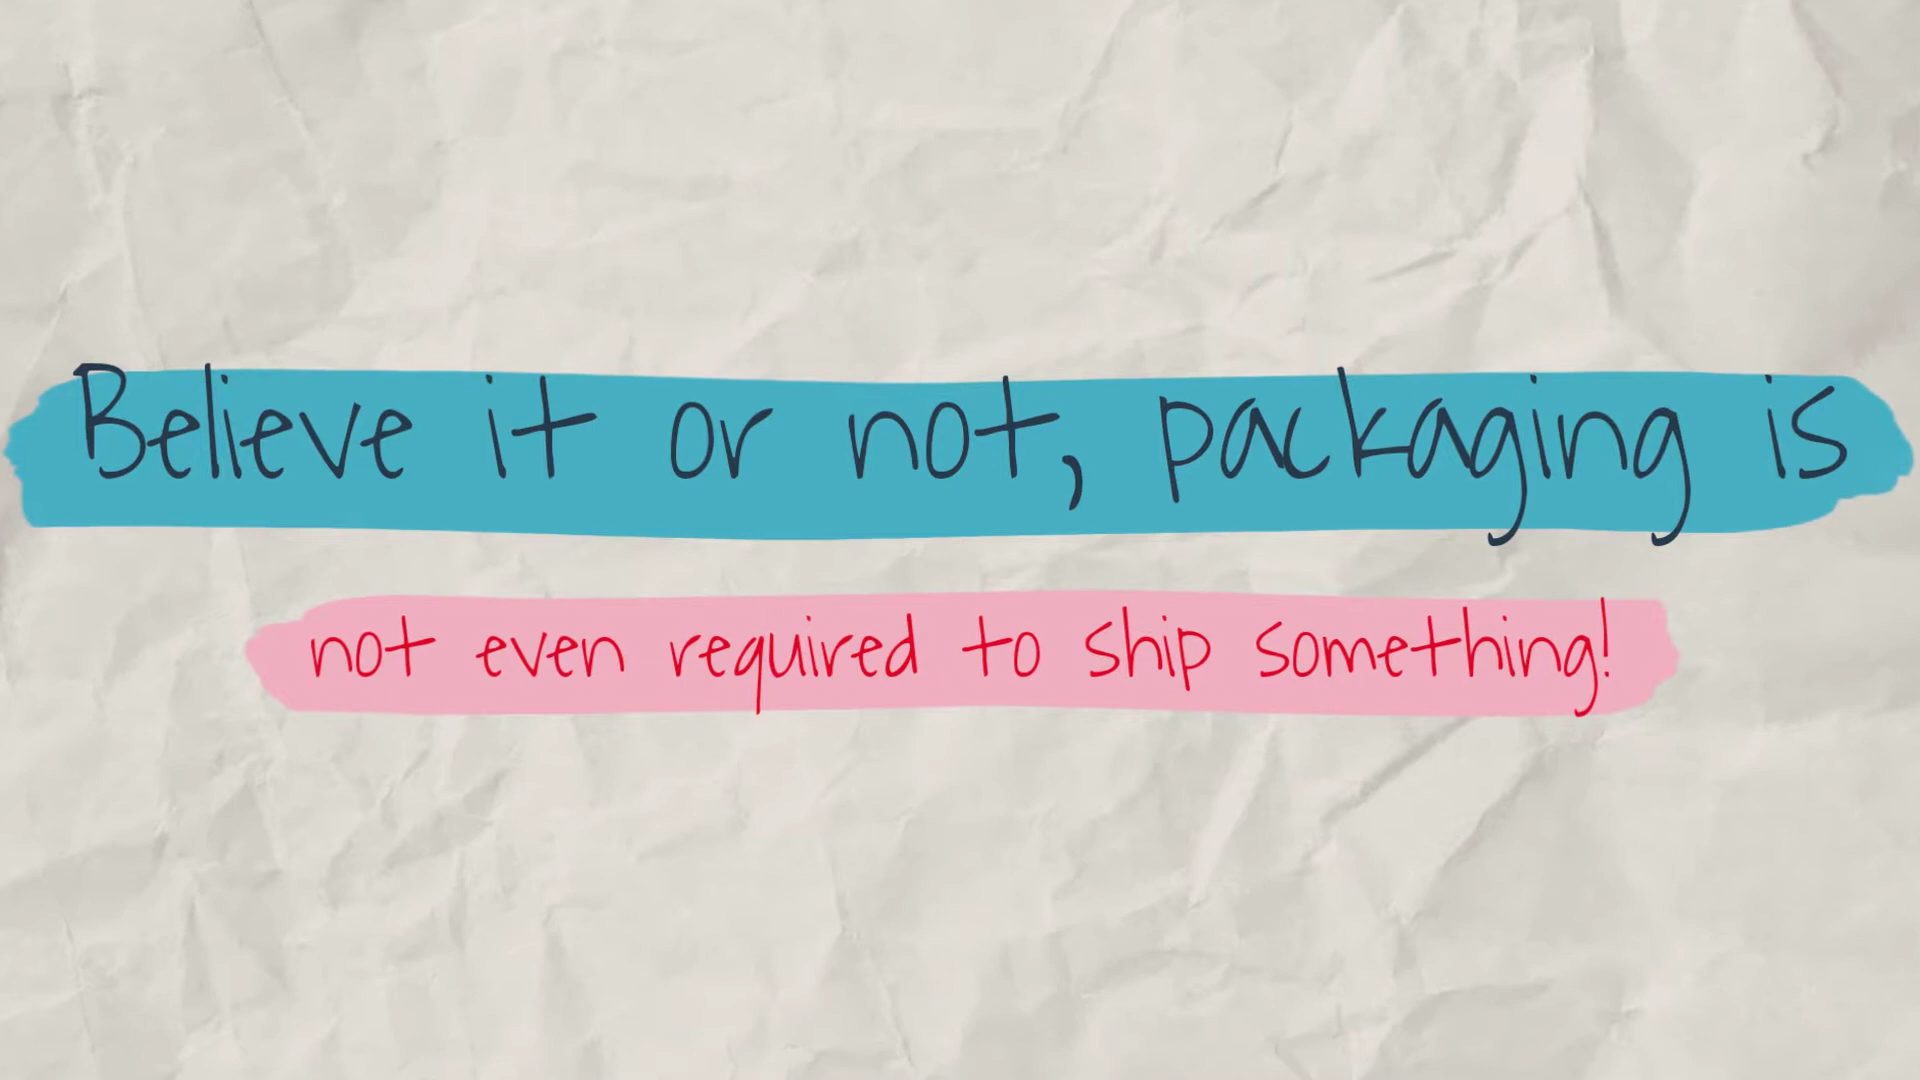 Believe it or not, packaging is
not even required to ship something!